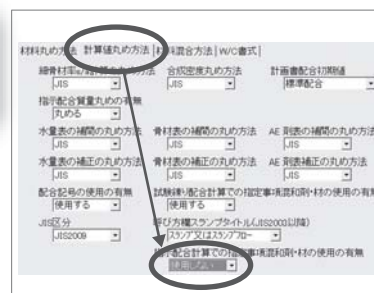 材料丸め方法 計算値丸め方法 材料混合方法 W/C書式
細骨材率の 方法 合成密度丸め方法 計画書配合初期値
JIS JIS 標準配合
指示配合質量丸めの有無
丸める
水量表の補間の丸め方法 骨材表の補間の丸め方法 AE 剤表の補間の丸め方法
JIS JIS JIS
水量表の補正の丸め方法 骨材表の補正の丸め方法 AE 剤表補正の丸め方法
JIS JIS JIS
配合記号の使用の有無 試験練り配合計算での指定事項混和剤・材の使用の有無
使用する 使用する
JIS区分 呼び方欄スランプタイトル(JIS2003以降)
JIS2009 スランプ又はスランプフロー
指示配合計算での指定事項混和剤・材の使用の有無
使用しない